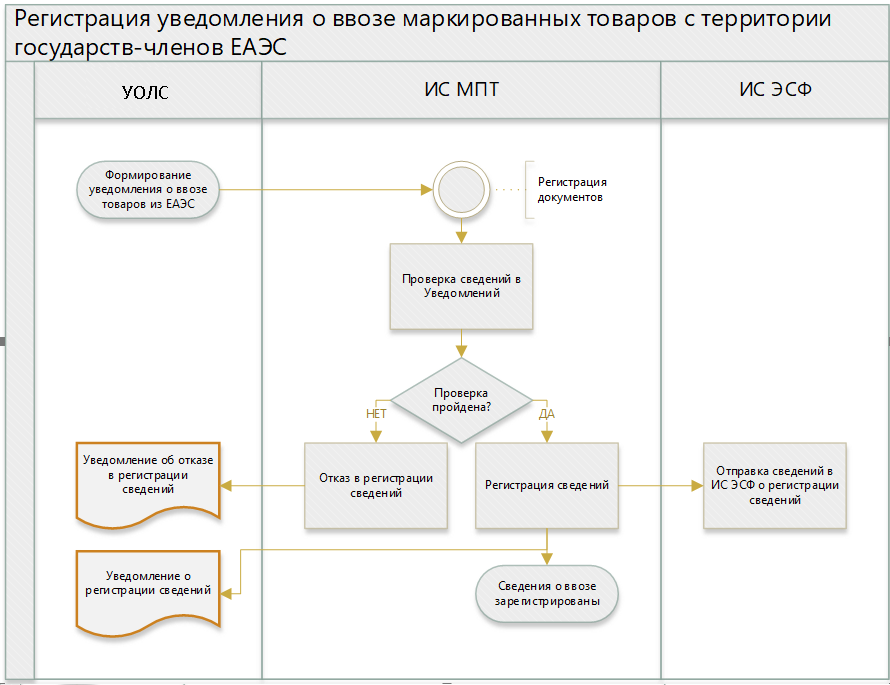 Регистрация уведомления о ввозе маркированных товаров с территории
государств-членов ЕАЭС
УОЛС
ИС МПТ
ИС ЭСФ
Формирование
уведомления о ввозе
товаров из ЕАЭС
Регистрация
документов
Проверка сведений в
Уведомлений
Проверка
пройдена?
НЕТ
ДА
Уведомление об отказе
в регистрации
сведений
Отказ в регистрации
сведений
Регистрация сведений
Отправка сведений в
ИС ЭСФ о регистрации
сведений
Уведомление о
регистрации сведений
Сведения о ввозе
зарегистрированы